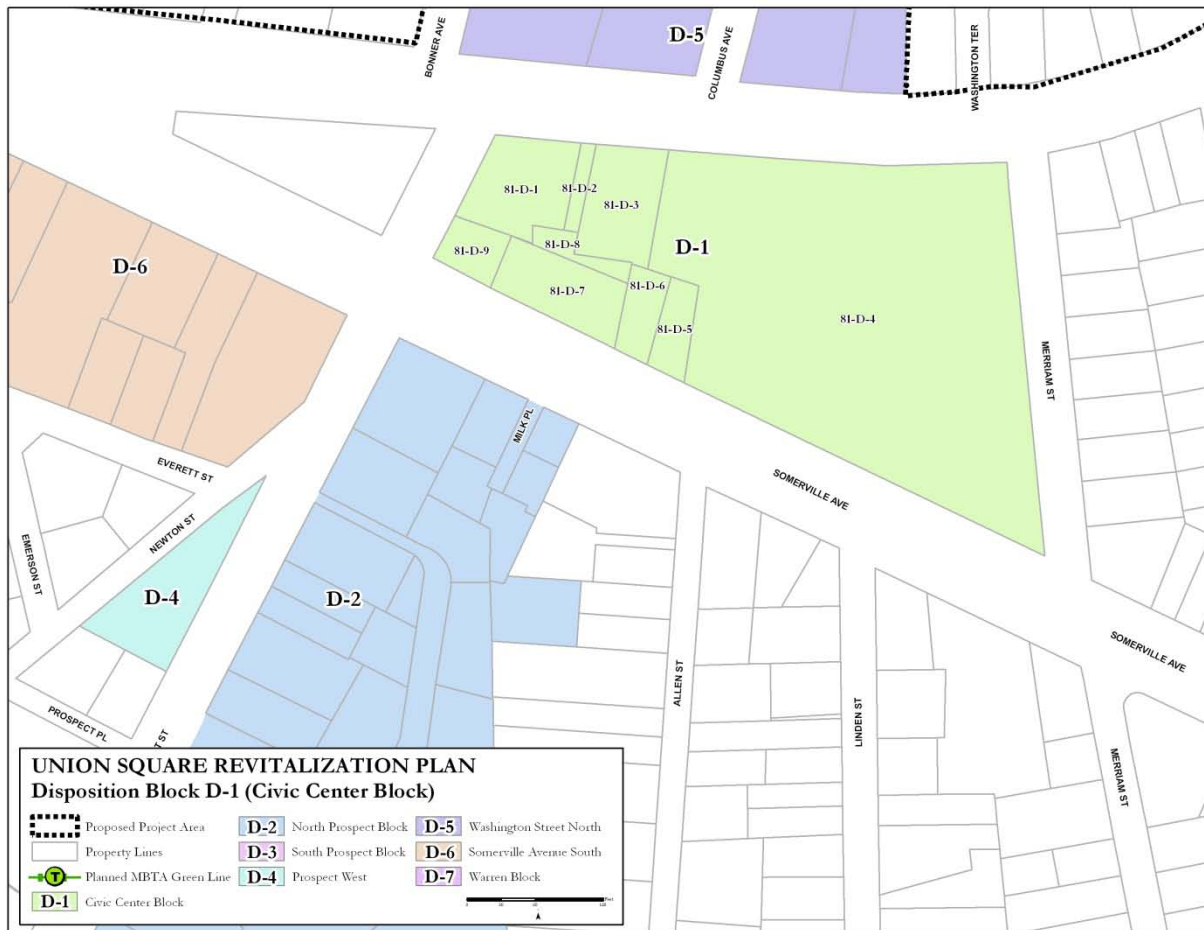 D-5
BONNER AVE
COLUMBUS AVE
WASHINGTON TER
81-D-1
81-D-2
81-D-3
81-D-8
81-D-9
D-1
81-D-6
81-D-7
81-D-5
81-D-4
D-6
MERRIAM ST
MILK PL
EVERETT ST
SOMERVILLE AVE
NEWTON ST
EMERSON ST
D-4
D-2
ALLEN ST
LINDEN ST
SOMERVILLE AVE
PROSPECT PL
T ST
MERRIAM ST
UNION SQUARE REVITALIZATION PLAN
Disposition Block D-1 (Civic Center Block)
Proposed Project Area
Property Lines
T Planned MBTA Green Line
D-1 Civic Center Block
D-2 North Prospect Block
D-3 South Prospect Block
D-4 Prospect West
D-5 Washington Street North
D-6 Somerville Avenue South
D-7 Warren Block